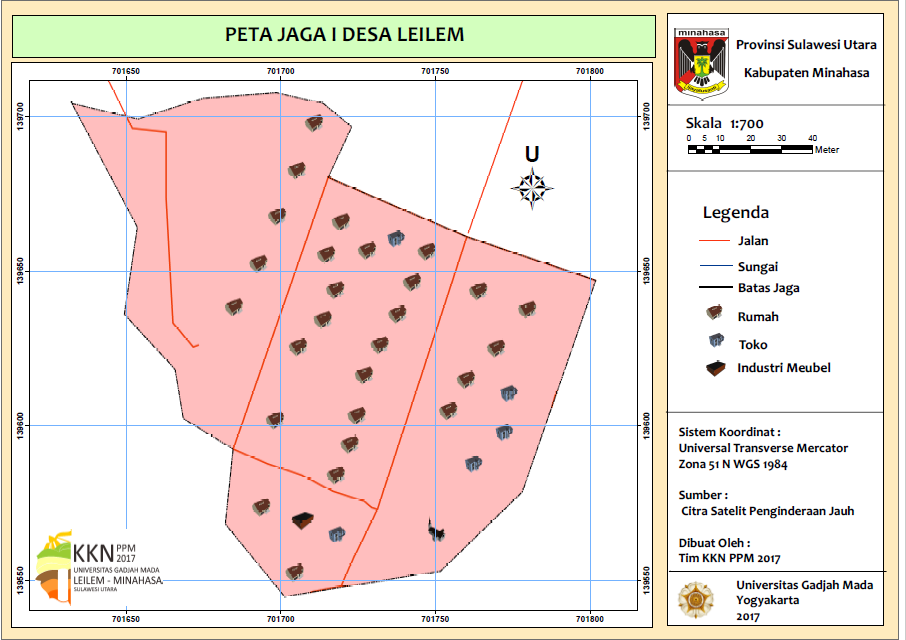 PETA JAGA I DESA LEILEM
701650 701700 701750 701800
139700 139700
139650 139650
139600 139600
139550 139550
701650 701700 701750 701800
U
KKN PPM
2017
UNIVERSITAS GADJAH MADA
LEILEM - MINAHASA
SULAWESI UTARA
minahasa
Provinsi Sulawesi Utara
Kabupaten Minahasa
Skala 1:700
0 5 10 20 30 40
Meter
Legenda
Jalan
Sungai
Batas Jaga
Rumah
Toko
Industri Meubel
Sistem Koordinat :
Universal Transverse Mercator
Zona 51 N WGS 1984
Sumber :
Citra Satelit Penginderaan Jauh
Dibuat Oleh :
Tim KKN PPM 2017
Universitas Gadjah Mada
Yogyakarta
2017